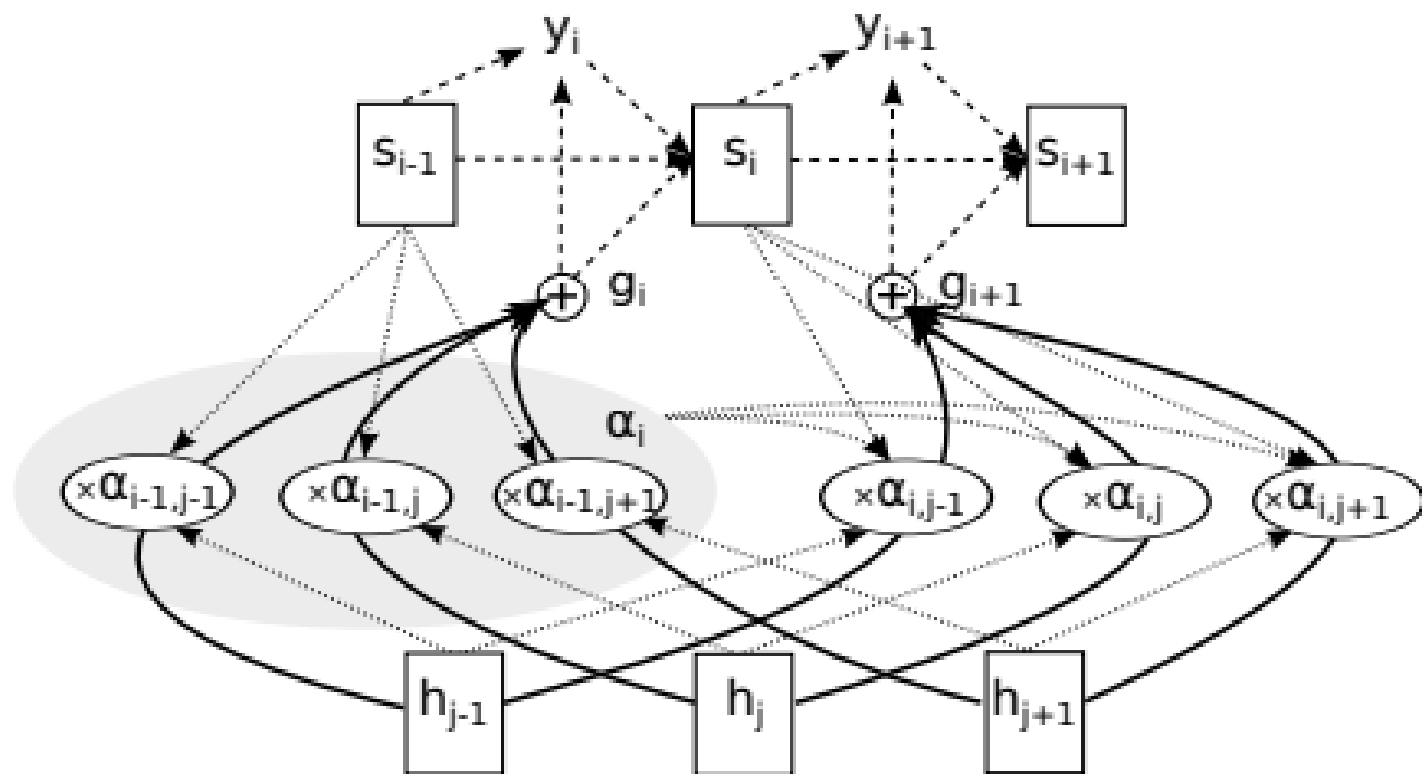 yᵢ yᵢ₊₁
sᵢ₋₁ sᵢ sᵢ₊₁
+ gᵢ + gᵢ₊₁
αᵢ
×αᵢ₋₁,ⱼ₋₁ ×αᵢ₋₁,ⱼ ×αᵢ₋₁,ⱼ₊₁ ×αᵢ,ⱼ₋₁ ×αᵢ,ⱼ ×αᵢ,ⱼ₊₁
hⱼ₋₁ hⱼ hⱼ₊₁